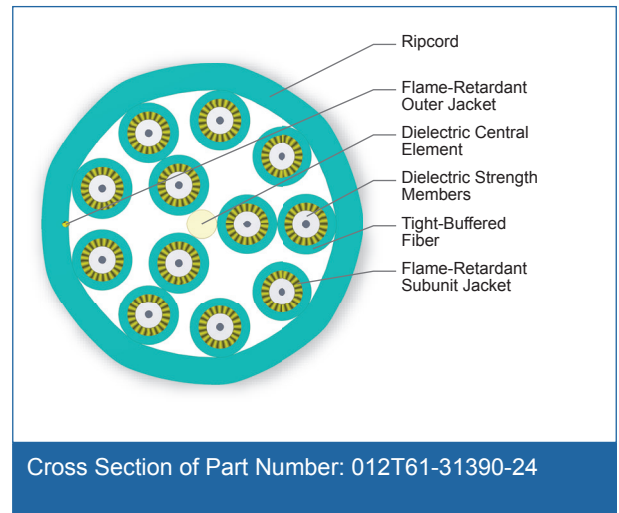 Ripcord
Flame-Retardant
Outer Jacket
Dielectric Central
Element
Dielectric Strength
Members
Tight-Buffered
Fiber
Flame-Retardant
Subunit Jacket
Cross Section of Part Number: 012T61-31390-24